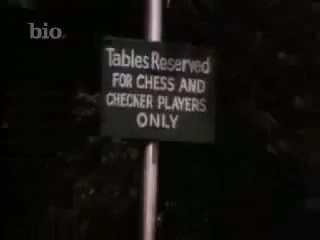 bio.
Tables Reserved
FOR CHESS AND
CHECKER PLAYERS
ONLY